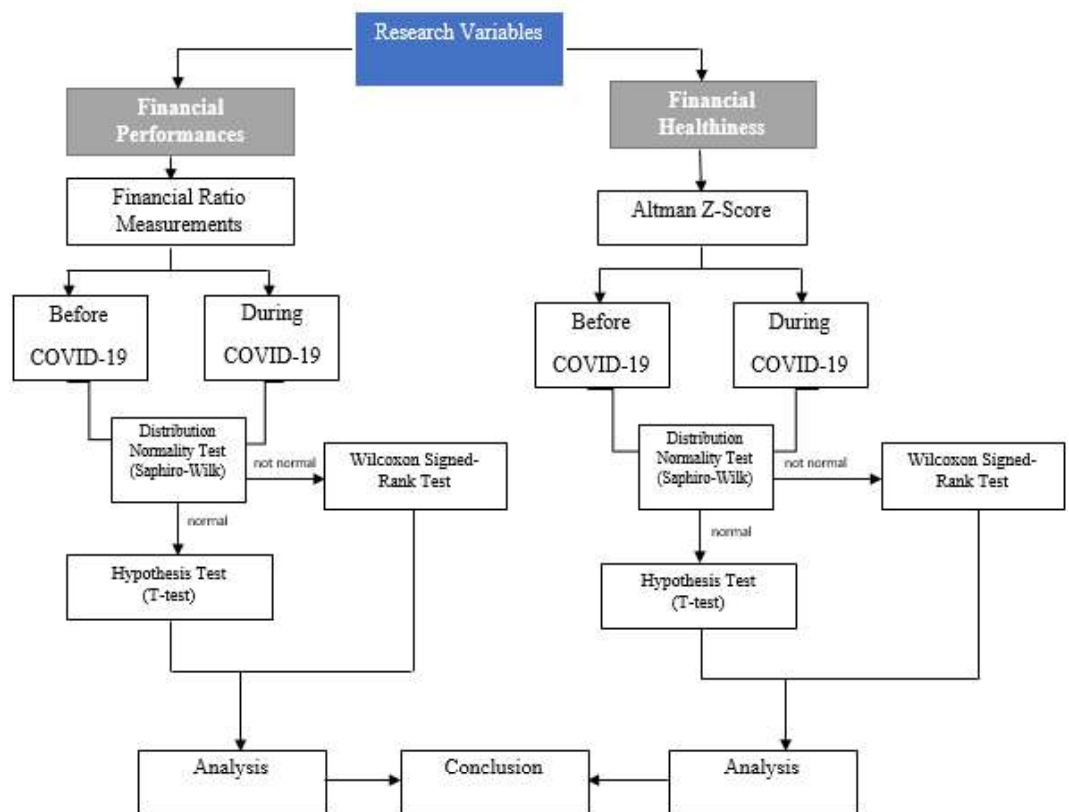 Research Variables
Financial
Performances
Financial
Healthiness
Financial Ratio
Measurements
Altman Z-Score
Before
COVID-19
During
COVID-19
Before
COVID-19
During
COVID-19
Distribution
Normality Test
(Saphiro-Wilk)
not normal
Wilcoxon Signed-
Rank Test
normal
Distribution
Normality Test
(Saphiro-Wilk)
not normal
Wilcoxon Signed-
Rank Test
normal
Hypothesis Test
(T-test)
Hypothesis Test
(T-test)
Analysis
Conclusion
Analysis